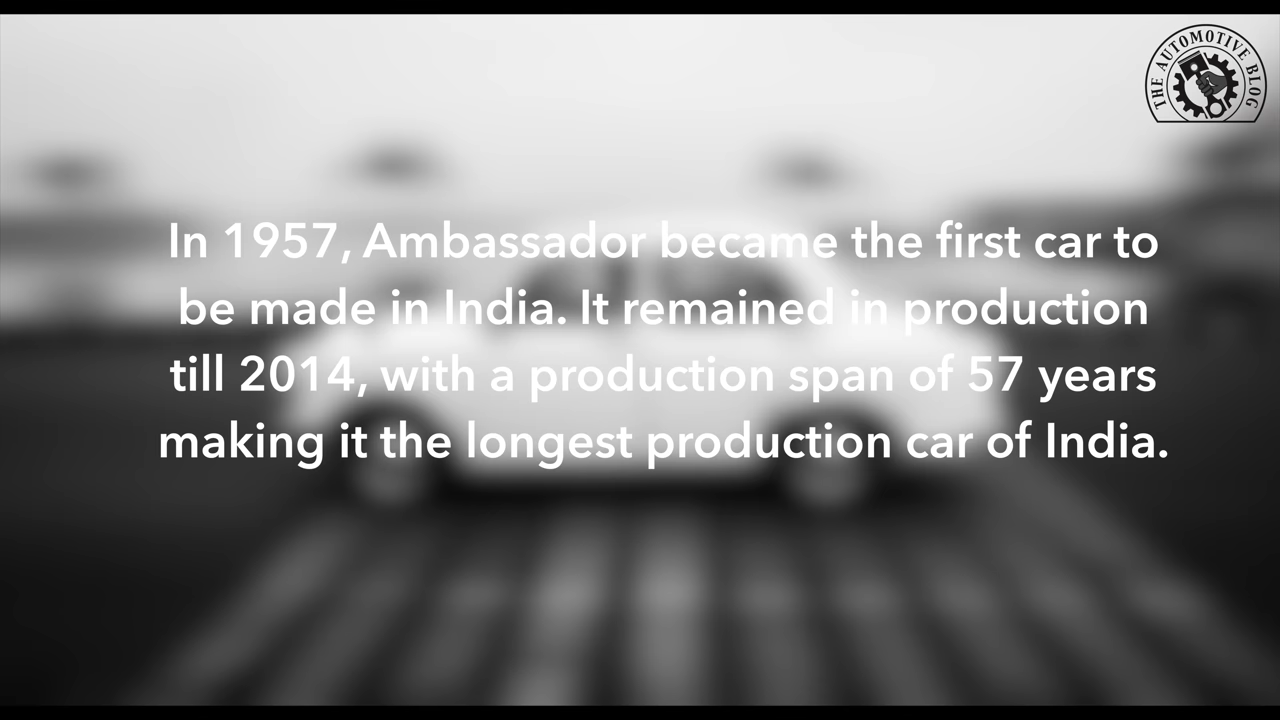 THE AUTOMOTIVE BLOG
In 1957, Ambassador became the first car to
be made in India. It remained in production
till 2014, with a production span of 57 years
making it the longest production car of India.